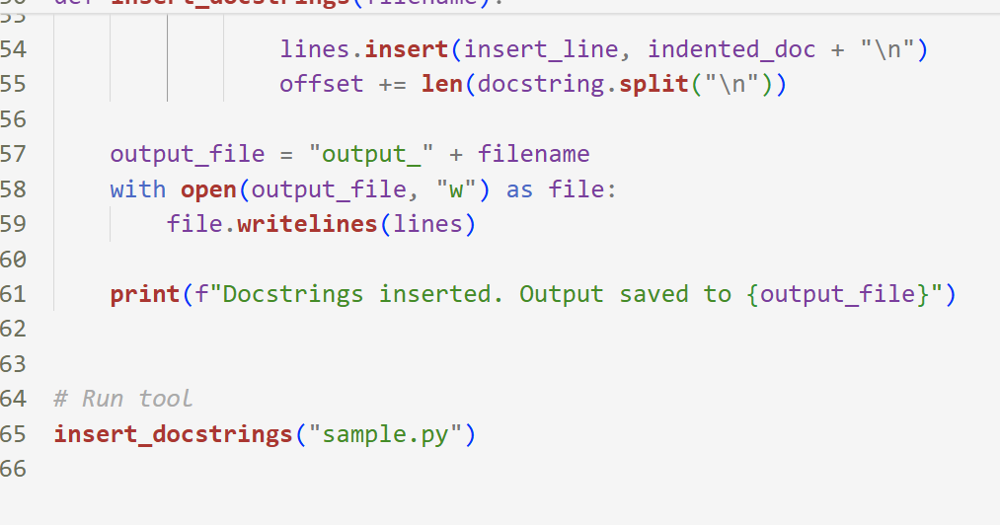 def insert_docstrings(filename):
54 lines.insert(insert_line, indented_doc + "\n")
55 offset += len(docstring.split("\n"))
56
57 output_file = "output_" + filename
58 with open(output_file, "w") as file:
59 file.writelines(lines)
60
61 print(f"Docstrings inserted. Output saved to {output_file}")
62
63
64 # Run tool
65 insert_docstrings("sample.py")
66